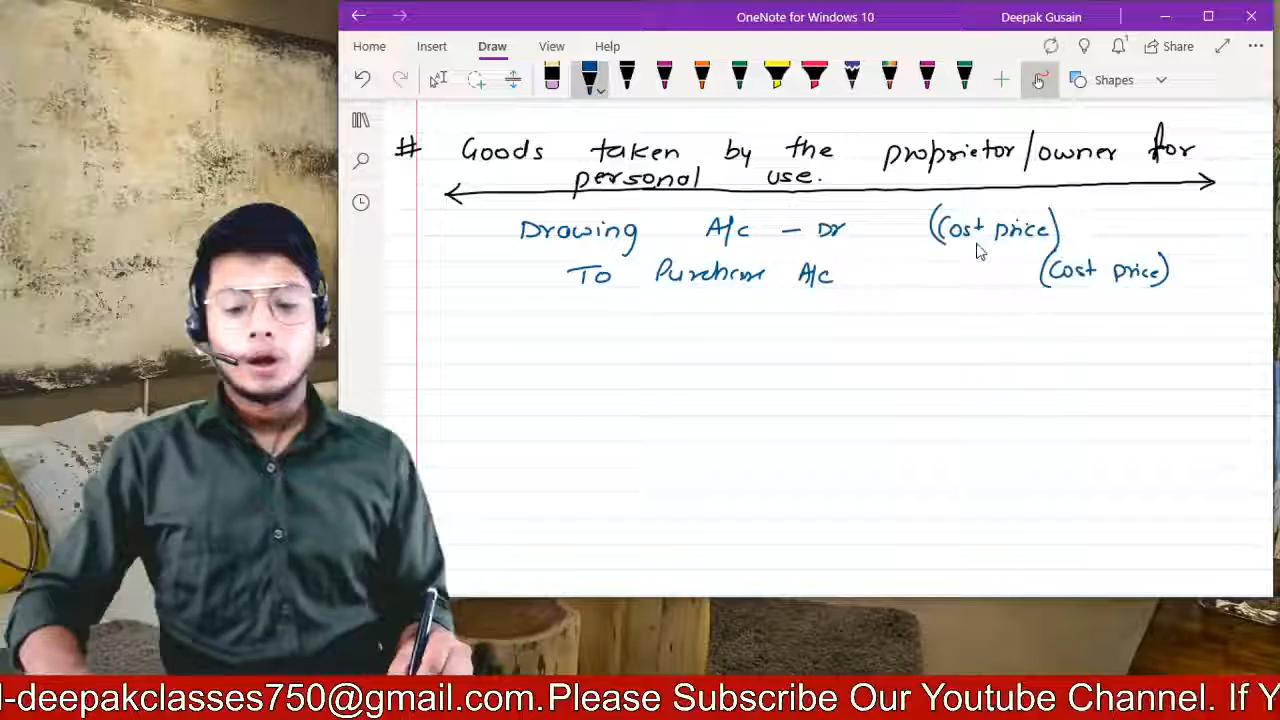 OneNote for Windows 10
Deepak Gusain
Home Insert Draw View Help
Share
Shapes
# Goods taken by the proprietor/owner for
personal use.
Drawing A/c - Dr (Cost price)
To Purchase A/c (Cost price)
l-deepakclasses750@gmail.com.Please Subscribe Our Youtube Channel. If Y